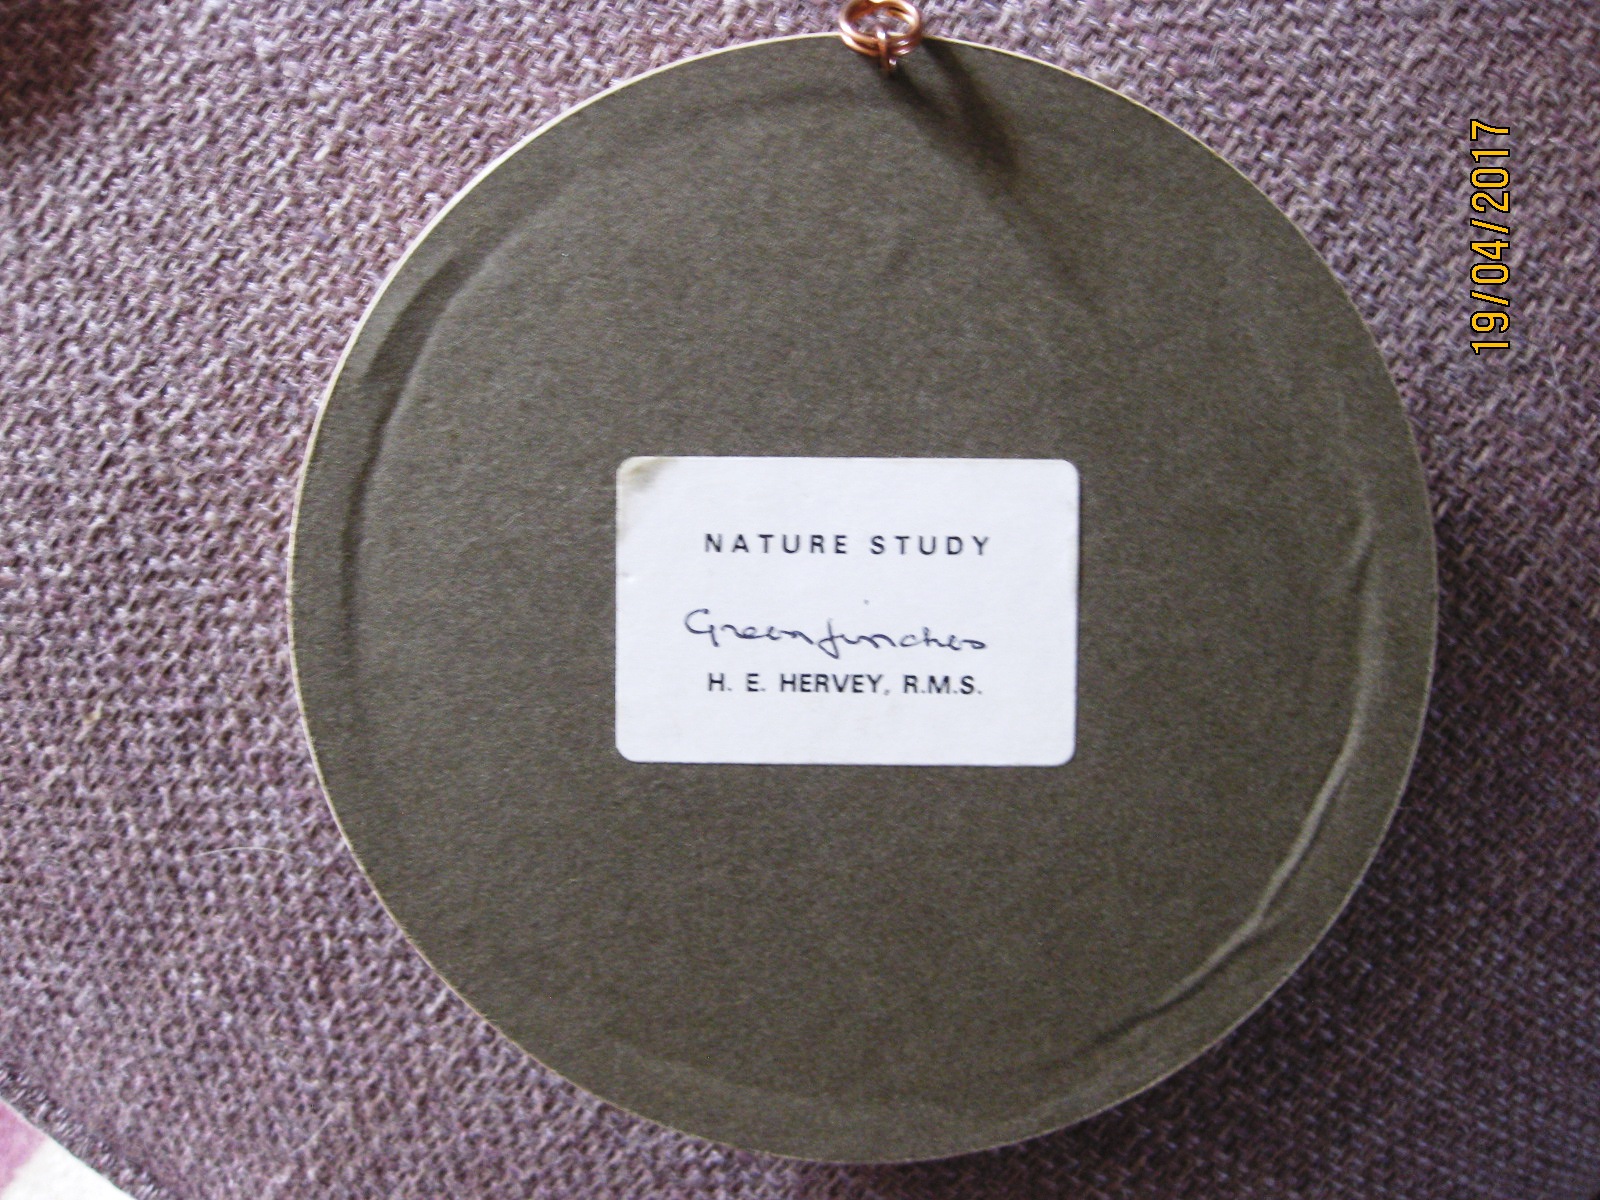 NATURE STUDY
Greenfinches
H. E. HERVEY, R.M.S.
19/04/2017